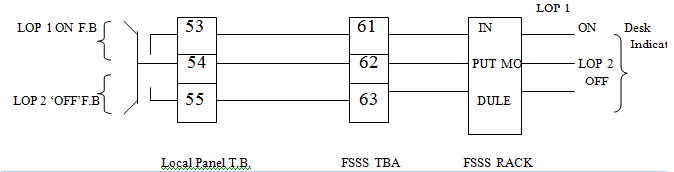 LOP 1
LOP 1 ON F.B
53
61
IN
ON
Desk
Indicat
54
62
PUT MO
LOP 2
OFF
LOP 2 ‘OFF’F.B
55
63
DULE
Local Panel T.B.
FSSS TBA
FSSS RACK